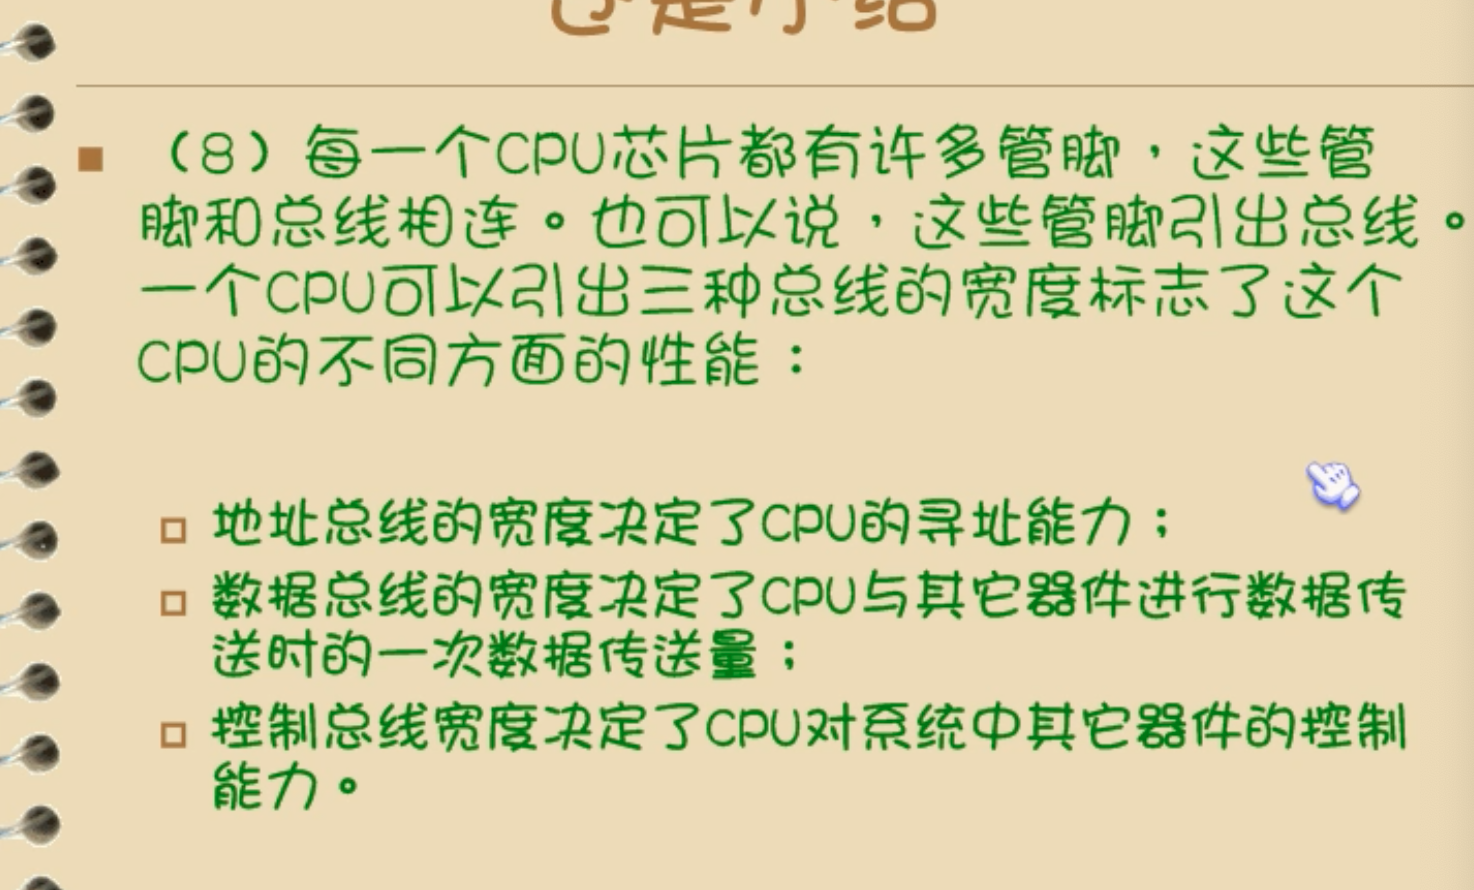 还是小结
（8）每一个CPU芯片都有许多管脚，这些管
脚和总线相连。也可以说，这些管脚引出总线。
一个CPU可以引出三种总线的宽度标志了这个
CPU的不同方面的性能：
地址总线的宽度决定了CPU的寻址能力；
数据总线的宽度决定了CPU与其它器件进行数据传
送时的一次数据传送量；
控制总线宽度决定了CPU对系统中其它器件的控制
能力。